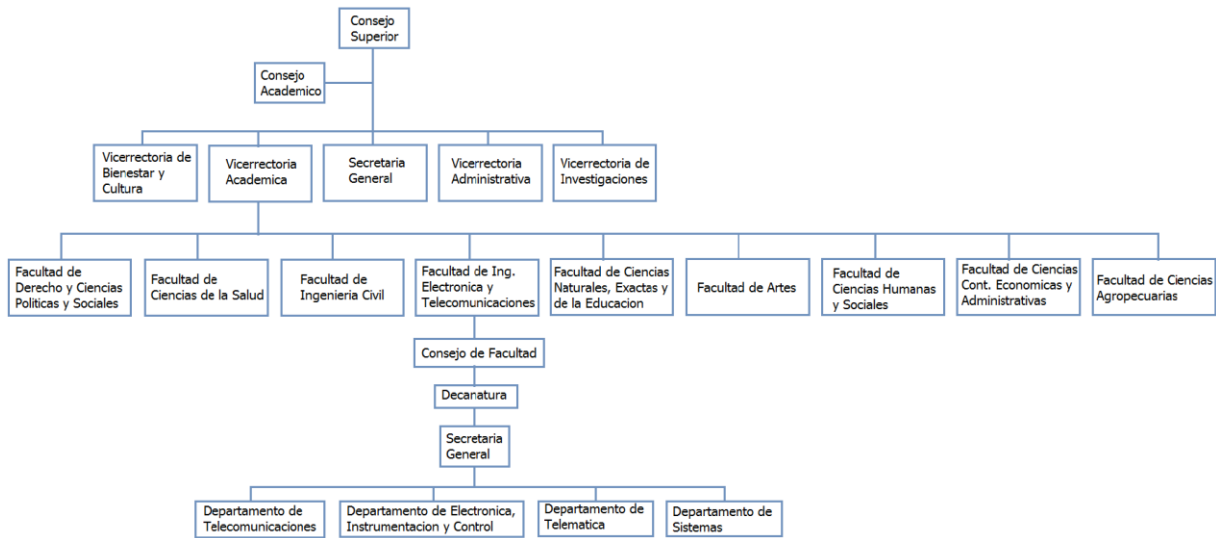 Consejo
Superior
Consejo
Academico
Vicerrectoria de
Bienestar y
Cultura
Vicerrectoria
Academica
Secretaria
General
Vicerrectoria
Administrativa
Vicerrectoria de
Investigaciones
Facultad de
Derecho y Ciencias
Politicas y Sociales
Facultad de
Ciencias de la Salud
Facultad de
Ingenieria Civil
Facultad de Ing.
Electronica y
Telecomunicaciones
Facultad de Ciencias
Naturales, Exactas y
de la Educacion
Facultad de Artes
Facultad de
Ciencias Humanas
y Sociales
Facultad de Ciencias
Cont. Economicas y
Administrativas
Facultad de Ciencias
Agropecuarias
Consejo de Facultad
Decanatura
Secretaria
General
Departamento de
Telecomunicaciones
Departamento de Electronica,
Instrumentacion y Control
Departamento de
Telematica
Departamento de
Sistemas